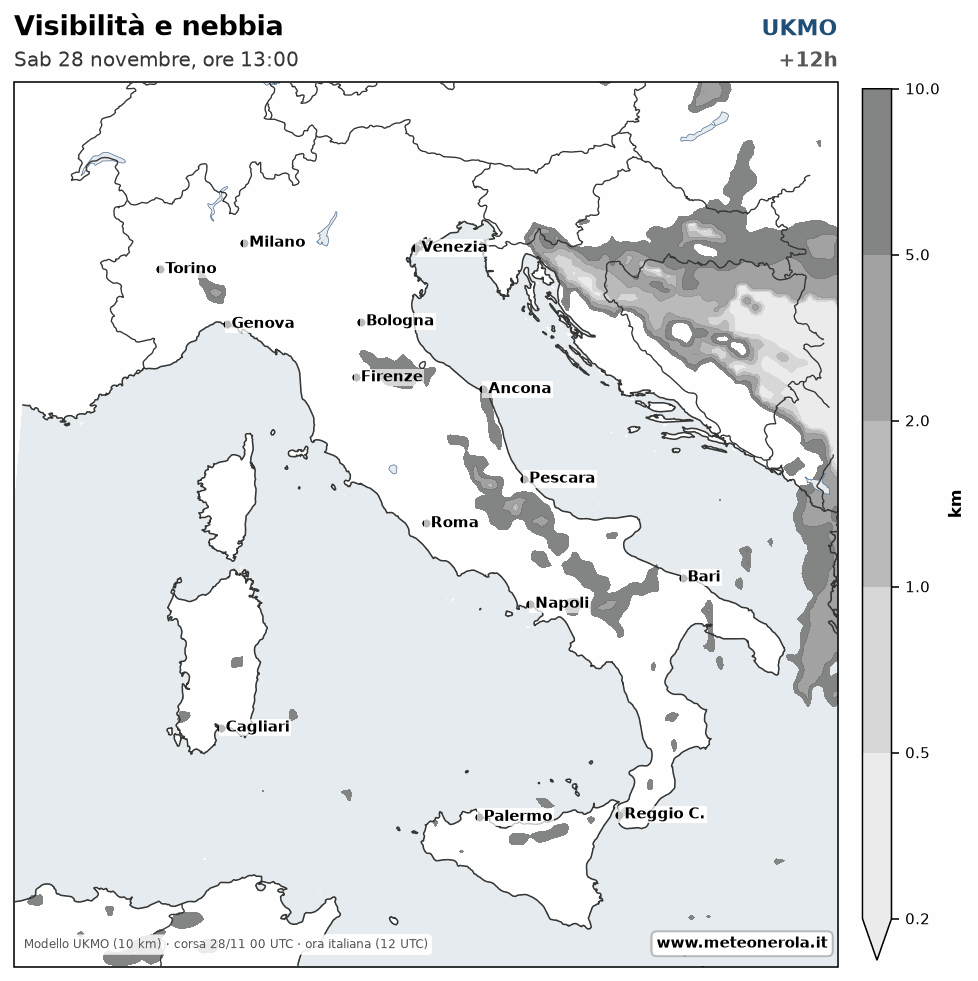 Visibilità e nebbia
UKMO
Sab 28 novembre, ore 13:00
+12h
10.0
5.0
2.0
1.0
0.5
0.2
km
Milano
Venezia
Torino
Genova
Bologna
Firenze
Ancona
Pescara
Roma
Bari
Napoli
Cagliari
Palermo
Reggio C.
Modello UKMO (10 km) · corsa 28/11 00 UTC · ora italiana (12 UTC)
www.meteonerola.it